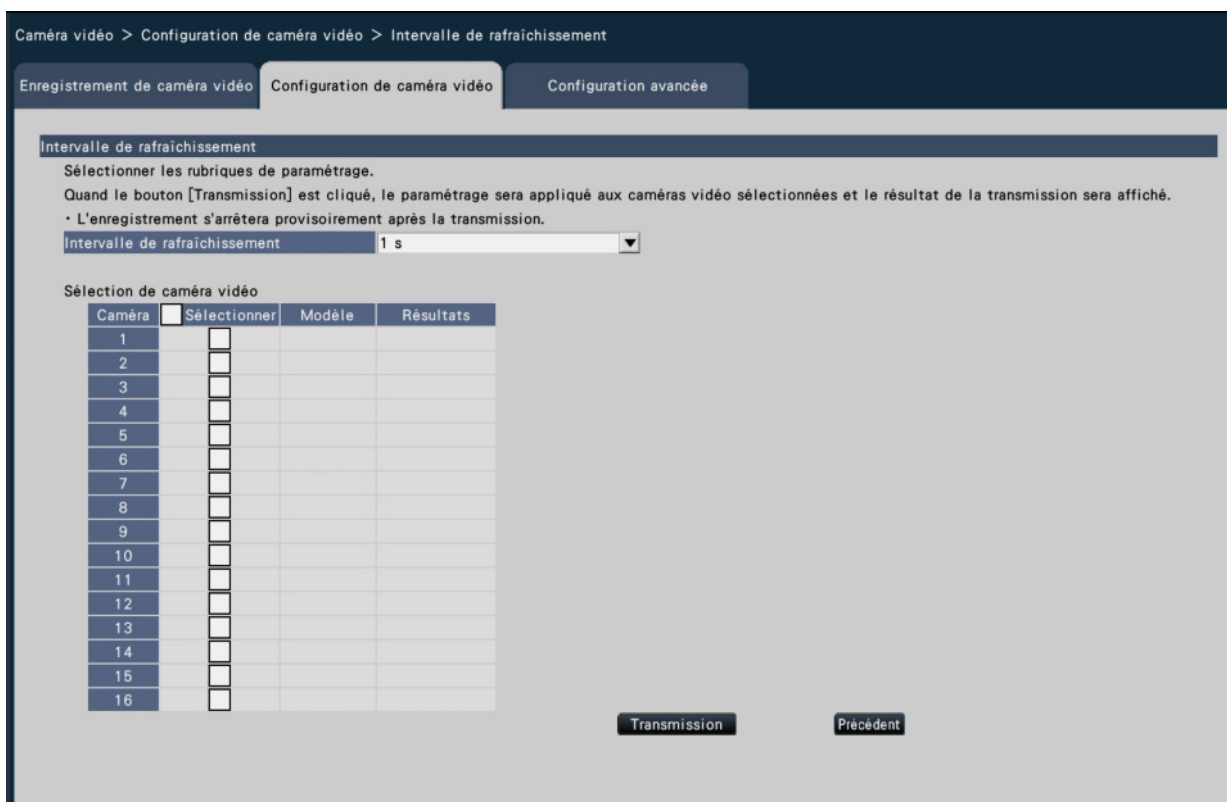 Caméra vidéo > Configuration de caméra vidéo > Intervalle de rafraîchissement
Enregistrement de caméra vidéo Configuration de caméra vidéo Configuration avancée
Intervalle de rafraîchissement
Sélectionner les rubriques de paramétrage.
Quand le bouton [Transmission] est cliqué, le paramétrage sera appliqué aux caméras vidéo sélectionnées et le résultat de la transmission sera affiché.
・L'enregistrement s'arrêtera provisoirement après la transmission.
Intervalle de rafraîchissement 1 s
Sélection de caméra vidéo
Caméra Sélectionner Modèle Résultats
1
2
3
4
5
6
7
8
9
10
11
12
13
14
15
16
Transmission Précédent